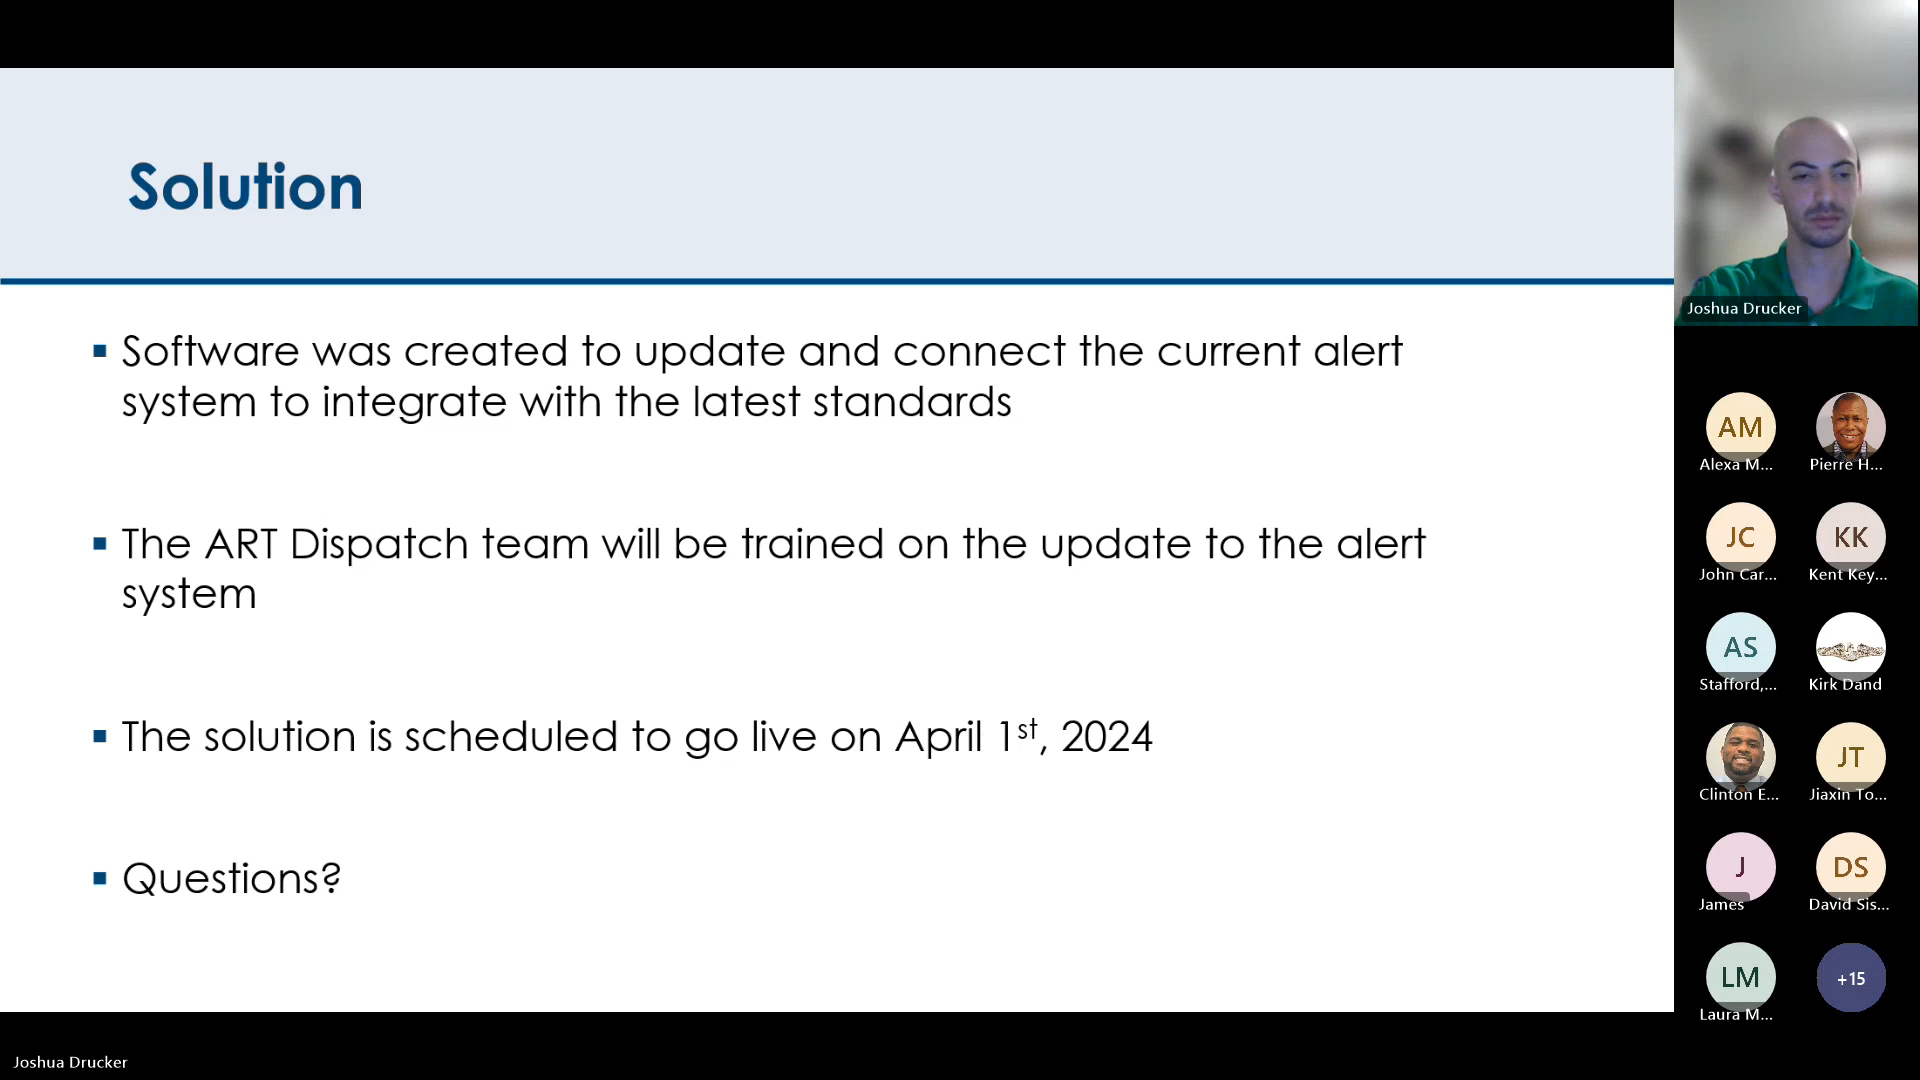 Solution
▪ Software was created to update and connect the current alert
system to integrate with the latest standards
▪ The ART Dispatch team will be trained on the update to the alert
system
▪ The solution is scheduled to go live on April 1st, 2024
▪ Questions?
Joshua Drucker
AM
Alexa M...
Pierre H...
JC
John Car...
KK
Kent Key...
AS
Stafford,...
Kirk Dand
Clinton E...
JT
Jiaxin To...
J
James
DS
David Sis...
LM
Laura M...
+15
Joshua Drucker